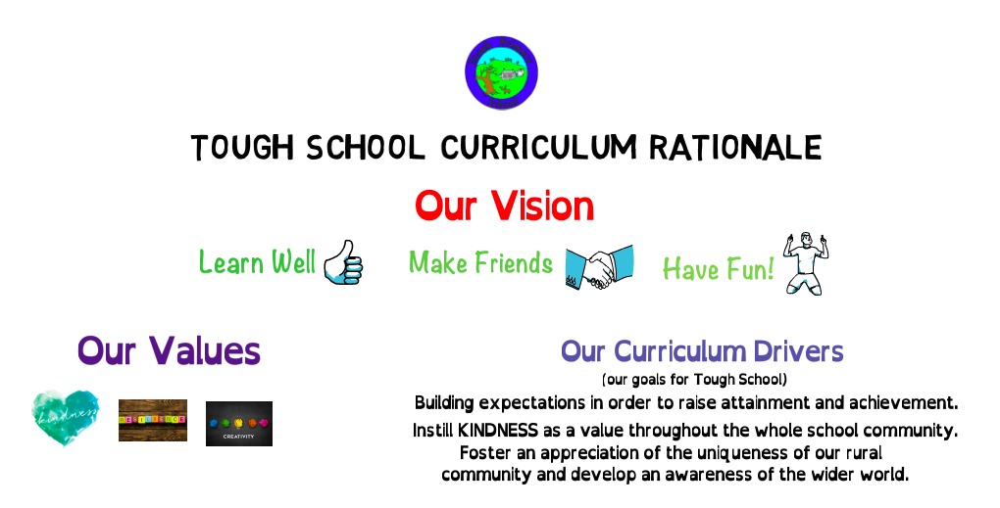 TOUGH SCHOOL CURRICULUM RATIONALE
Our Vision
Learn Well
Make Friends
Have Fun!
Our Values
kindness
RESILIENCE
CREATIVITY
Our Curriculum Drivers
(our goals for Tough School)
Building expectations in order to raise attainment and achievement.
Instill KINDNESS as a value throughout the whole school community.
Foster an appreciation of the uniqueness of our rural
community and develop an awareness of the wider world.